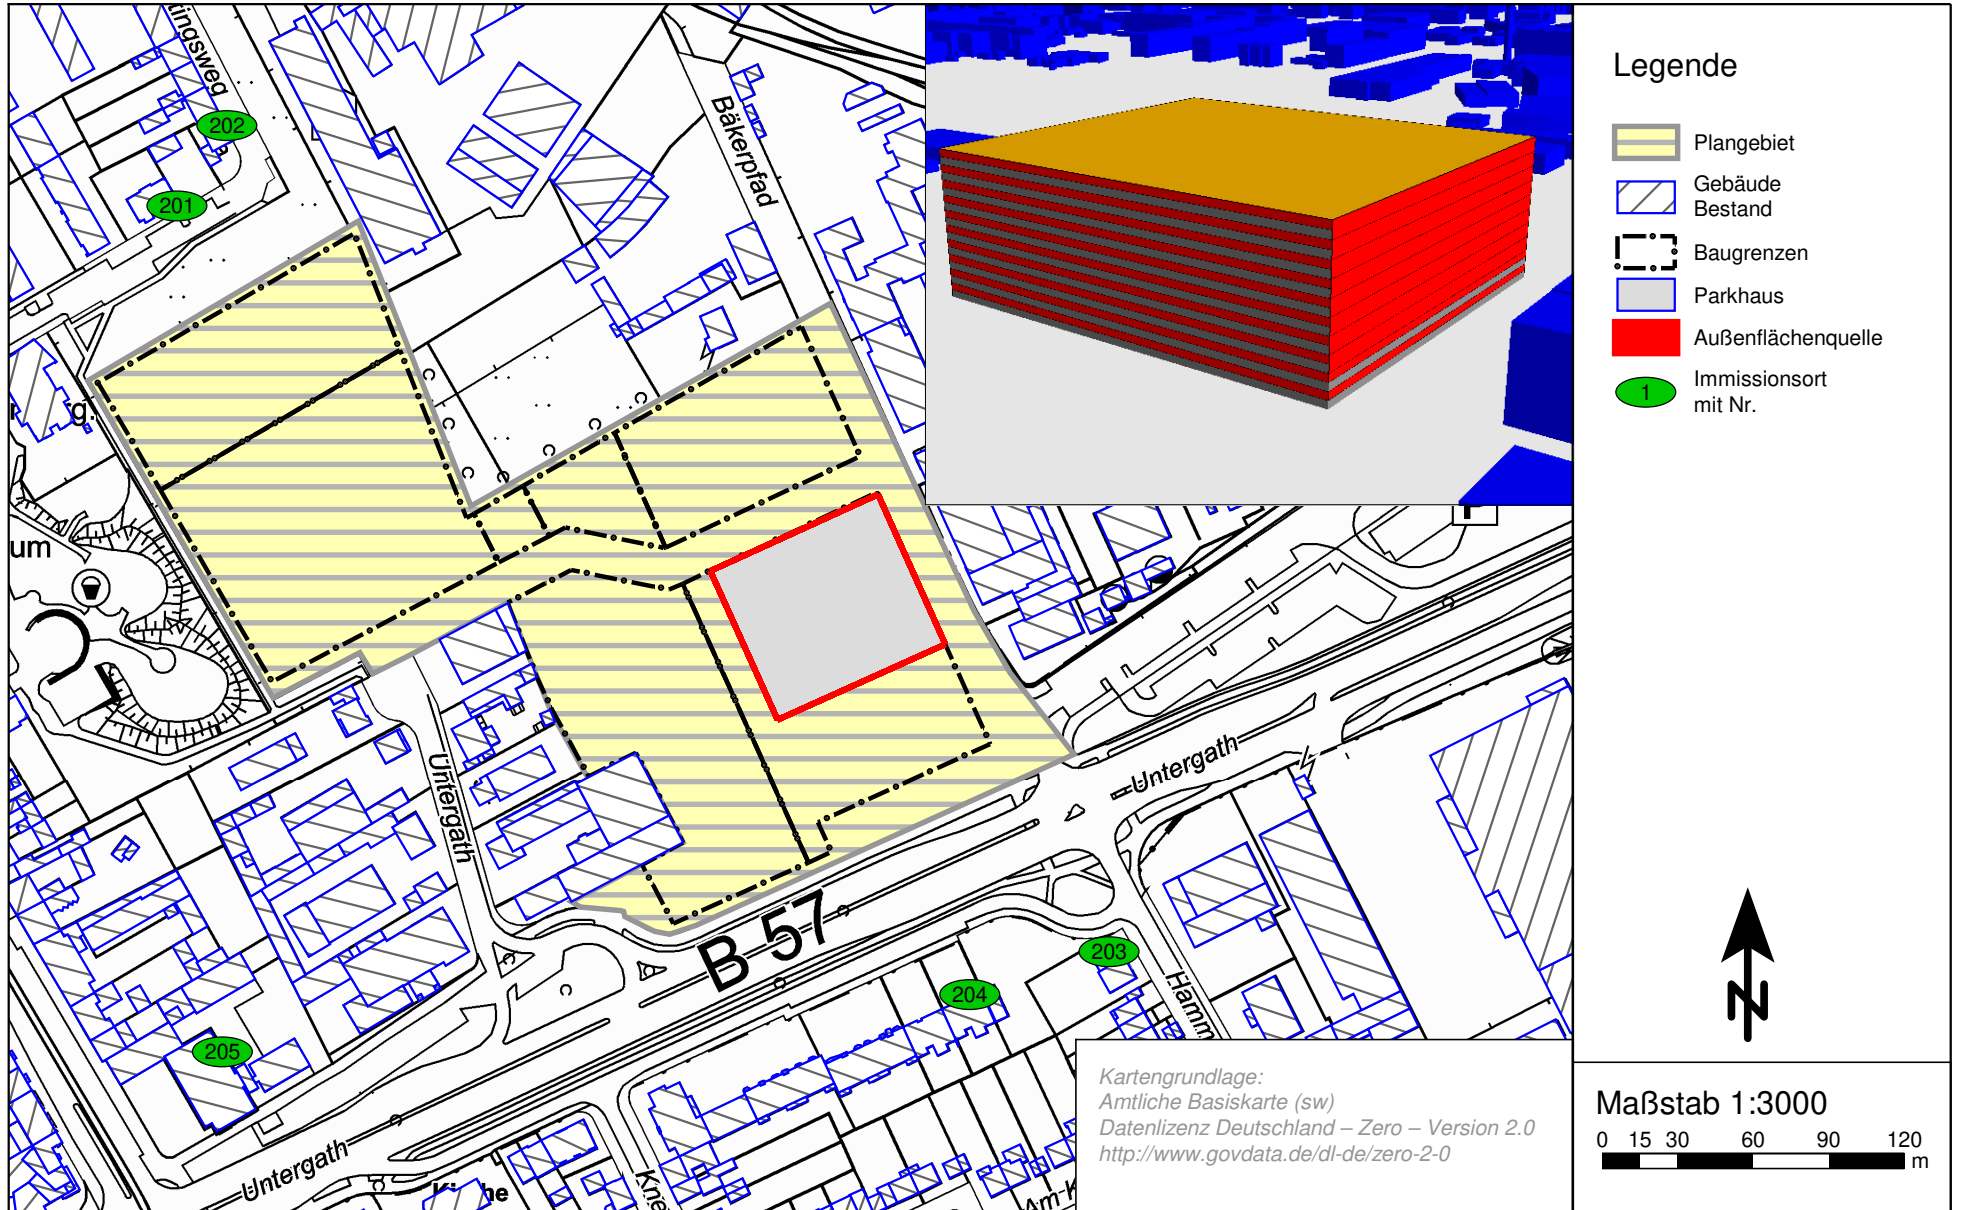 202
201
Bäkerpfad
um
Untergath
Untergath
B 57
203
204
205
Untergath
Legende
Plangebiet
Gebäude
Bestand
Baugrenzen
Parkhaus
Außenflächenquelle
1
Immissionsort
mit Nr.
N
Kartengrundlage:
Amtliche Basiskarte (sw)
Datenlizenz Deutschland – Zero – Version 2.0
http://www.govdata.de/dl-de/zero-2-0
Maßstab 1:3000
0 15 30 60 90 120
m